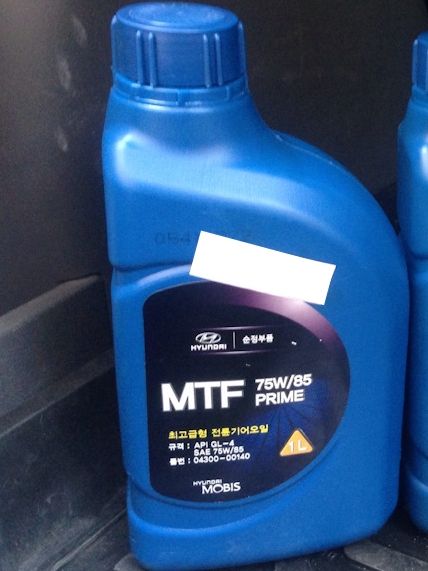 HYUNDAI 순정부품
MTF 75W/85
PRIME
최고급형 전륜기어오일
규격 : API GL-4
SAE 75W/85
품번 : 04300-00140
1L
HYUNDAI
MOBIS